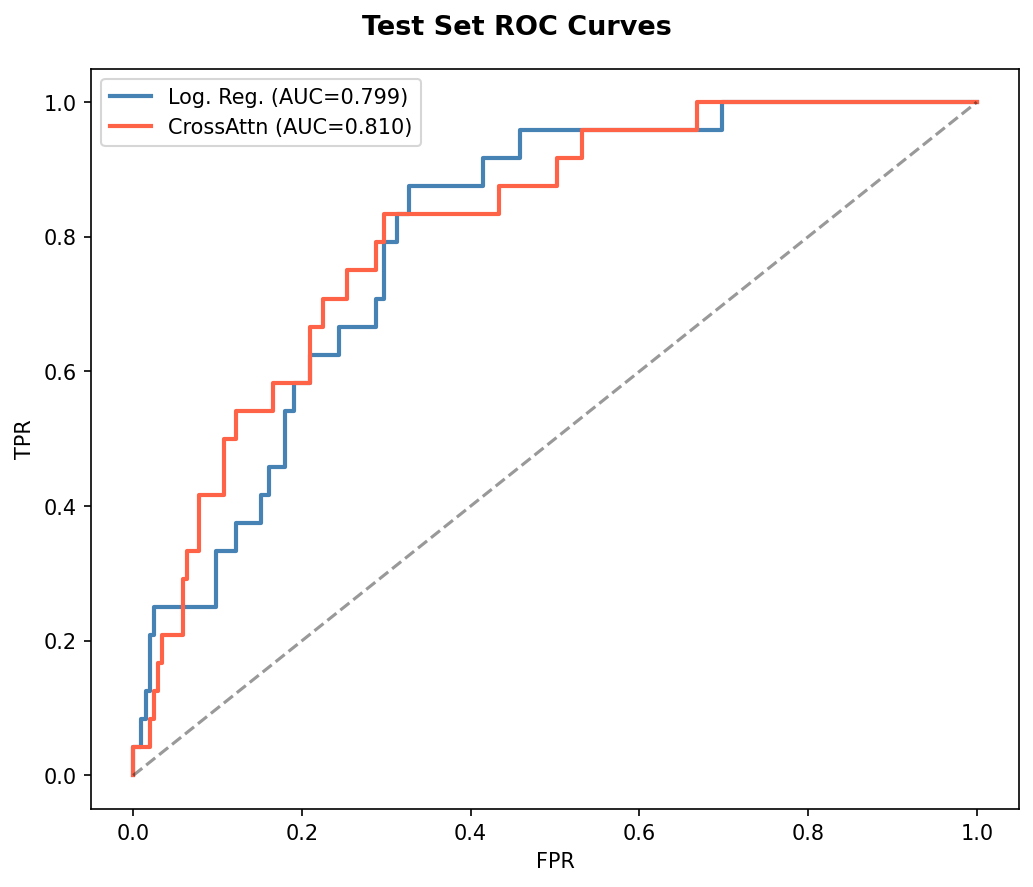 Test Set ROC Curves
Log. Reg. (AUC=0.799)
CrossAttn (AUC=0.810)
1.0
0.8
0.6
0.4
0.2
0.0
TPR
0.0 0.2 0.4 0.6 0.8 1.0
FPR